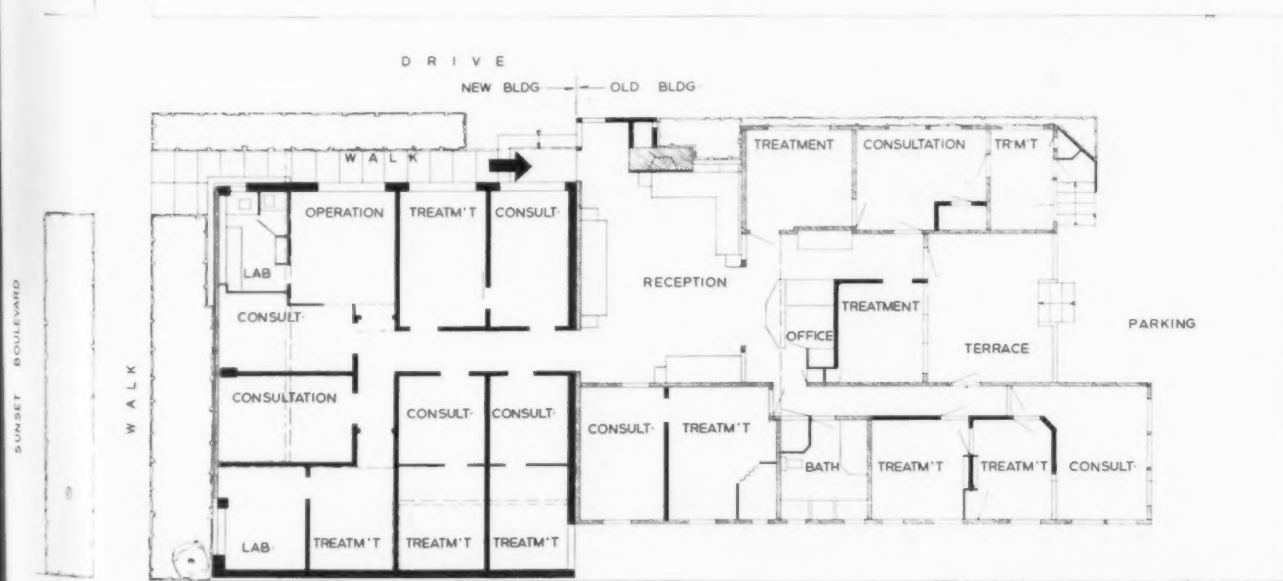 DRIVE
NEW BLDG. OLD BLDG.
WALK
TREATMENT CONSULTATION TR'M'T
OPERATION TREATM'T CONSULT.
LAB
RECEPTION
CONSULT.
TREATMENT
OFFICE
TERRACE
PARKING
SUNSET BOULEVARD
WALK
CONSULTATION
CONSULT. CONSULT.
CONSULT. TREATM'T
BATH TREATM'T TREATM'T CONSULT.
LAB. TREATM'T TREATM'T TREATM'T